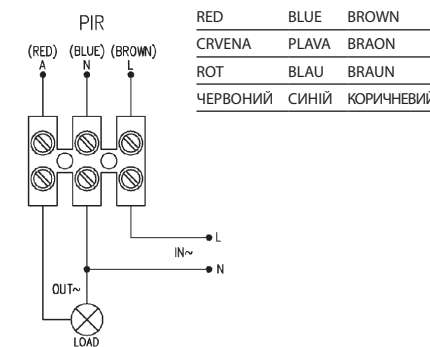 PIR
(RED) (BLUE) (BROWN)
A N L
L
IN~
N
OUT~
LOAD
RED BLUE BROWN
CRVENA PLAVA BRAON
ROT BLAU BRAUN
ЧЕРВОНИЙ СИНІЙ КОРИЧНЕВИЙ